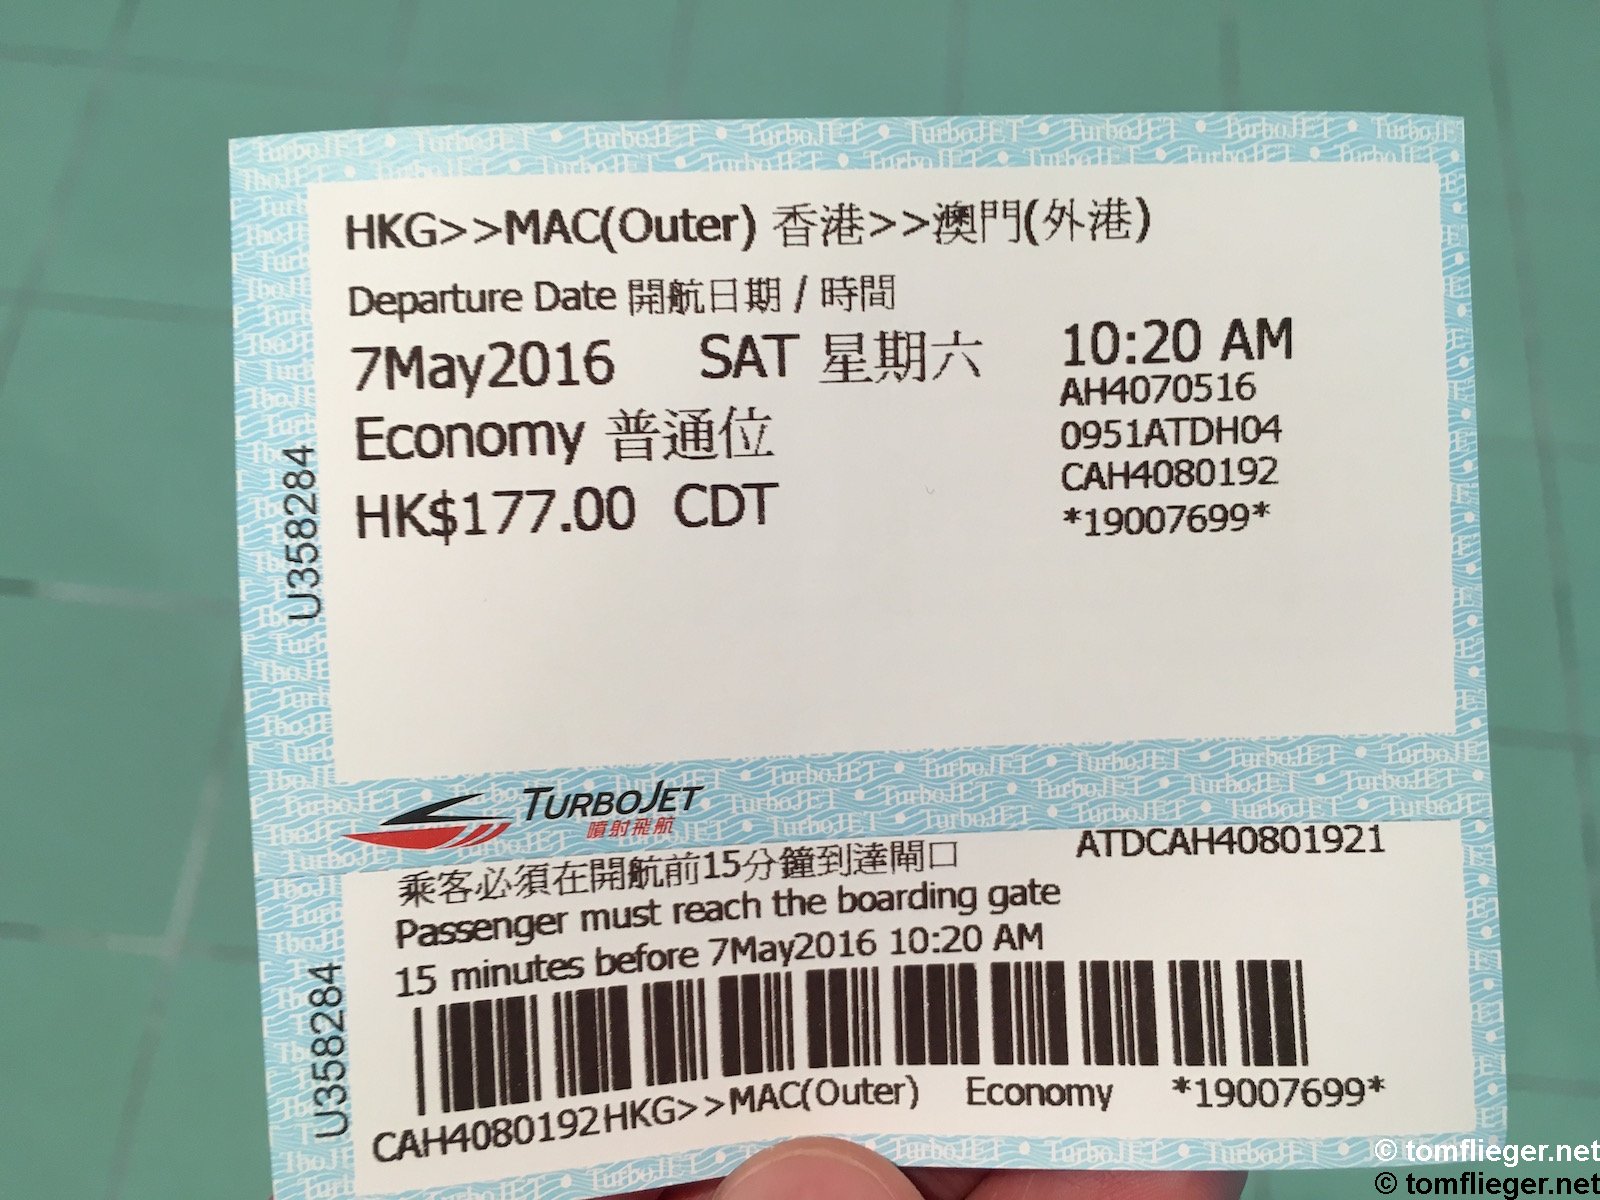 HKG>>MAC(Outer) 香港>>澳門(外港)
Departure Date 開航日期 / 時間
7May2016 SAT 星期六 10:20 AM
AH4070516
Economy 普通位 0951ATDH04
CAH4080192
HK$177.00 CDT *19007699*
U358284
TURBOJET
噴射飛航
ATDCAH40801921
乘客必須在開航前15分鐘到達閘口
Passenger must reach the boarding gate
15 minutes before 7May2016 10:20 AM
U358284
CAH4080192HKG>>MAC(Outer) Economy *19007699*
© tomflieger.net
© tomflieger.net